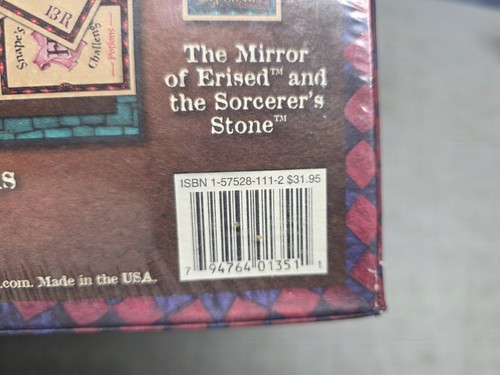 13R
Snape's
Challeng
Potions
The Mirror
of Erised™ and
the Sorcerer's
Stone™
ISBN 1-57528-111-2 $31.95
7 94764 01351 1
.com. Made in the USA.